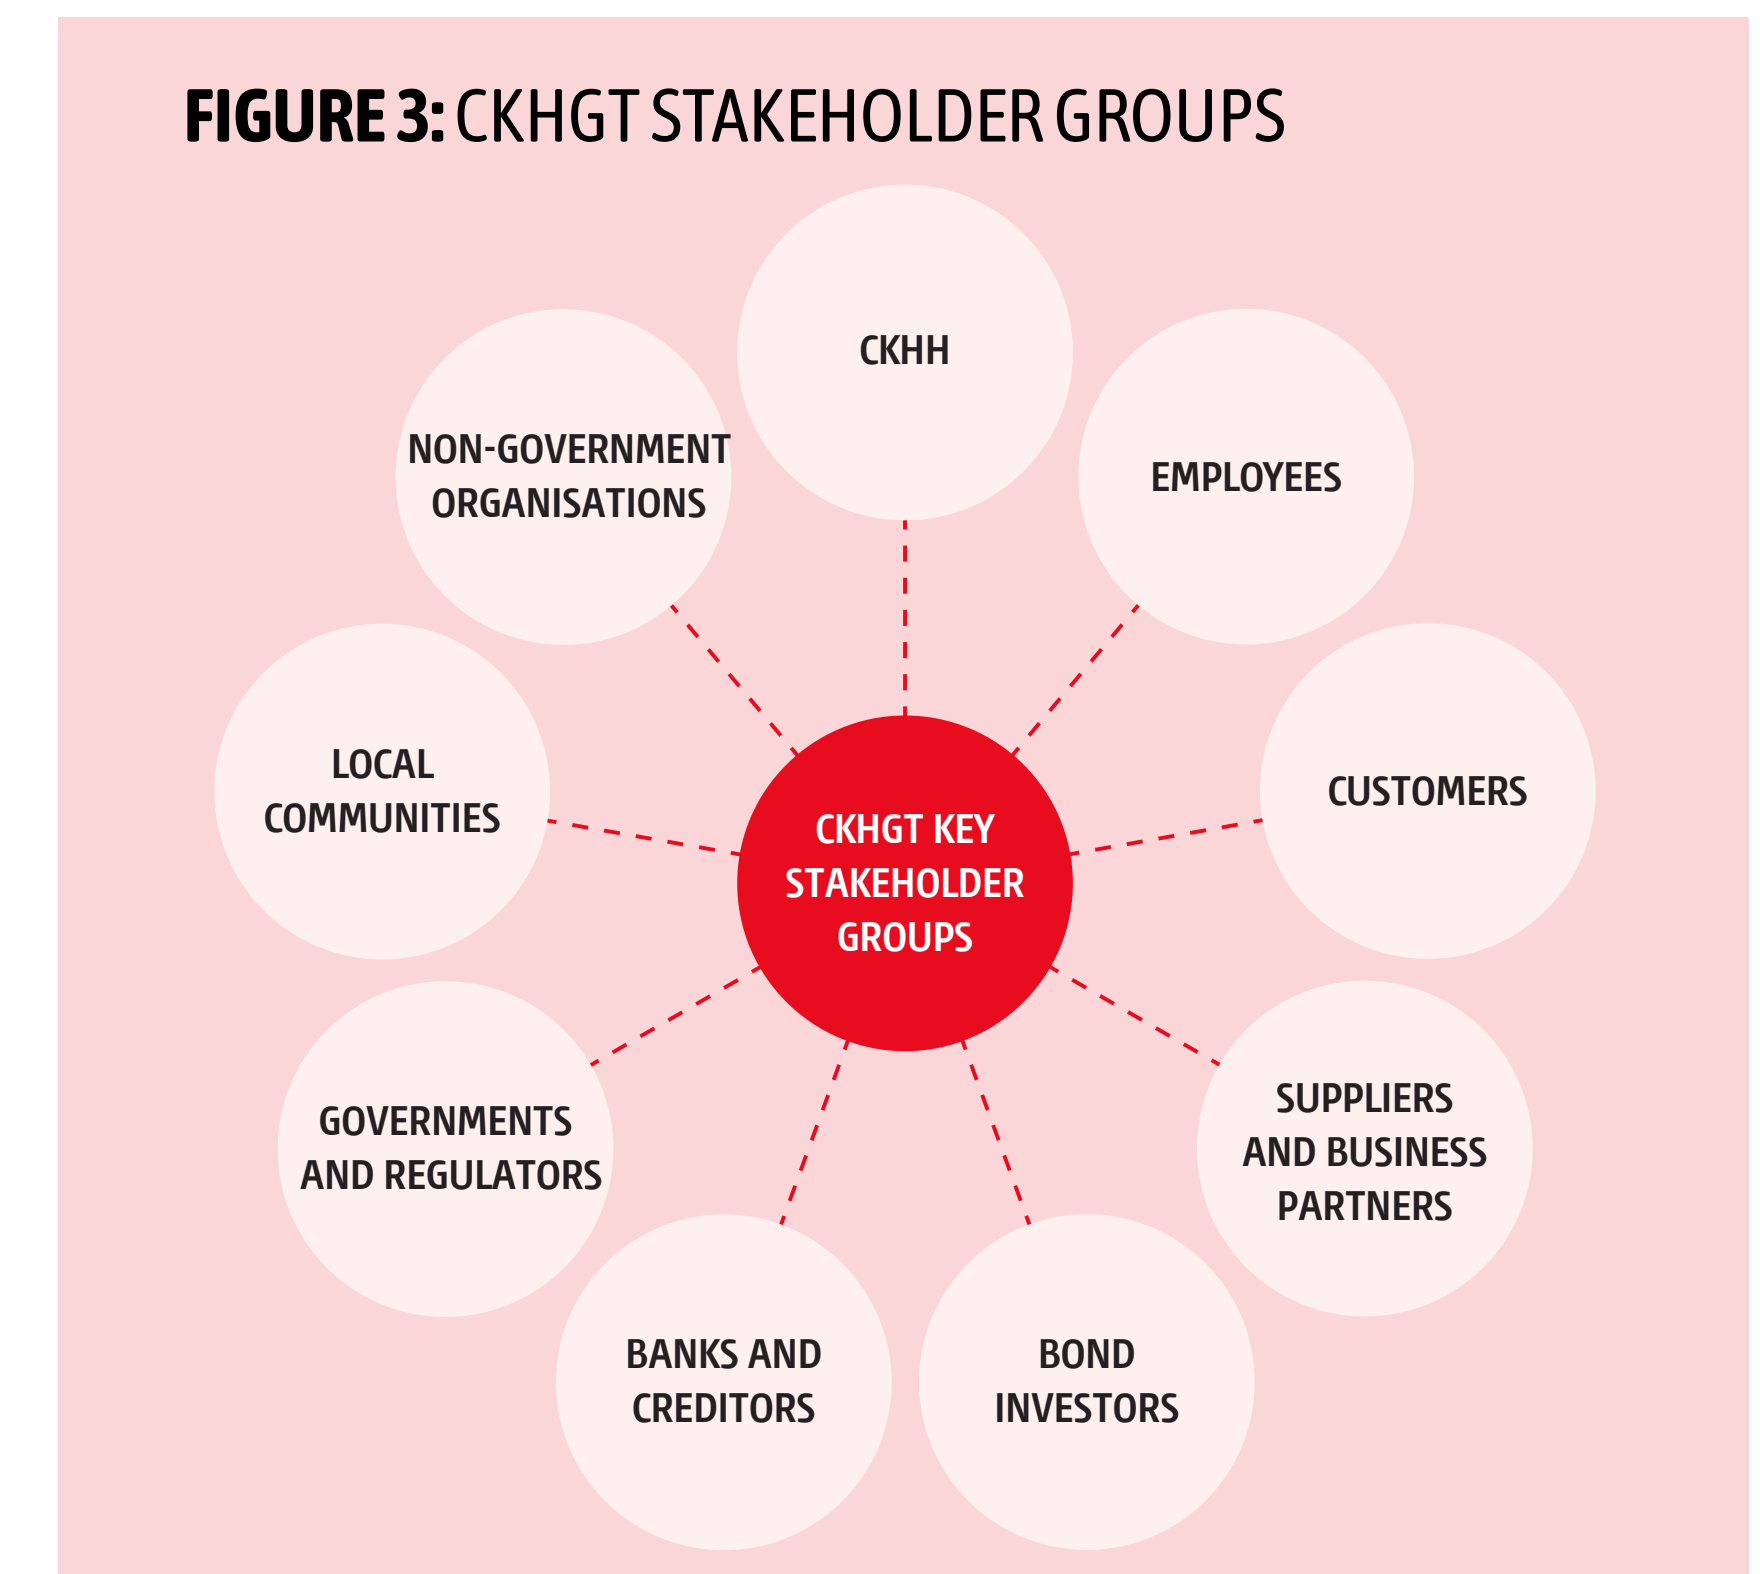 FIGURE 3: CKHGT STAKEHOLDER GROUPS
CKHH
EMPLOYEES
CUSTOMERS
SUPPLIERS
AND BUSINESS
PARTNERS
BOND
INVESTORS
BANKS AND
CREDITORS
GOVERNMENTS
AND REGULATORS
LOCAL
COMMUNITIES
NON-GOVERNMENT
ORGANISATIONS
CKHGT KEY
STAKEHOLDER
GROUPS